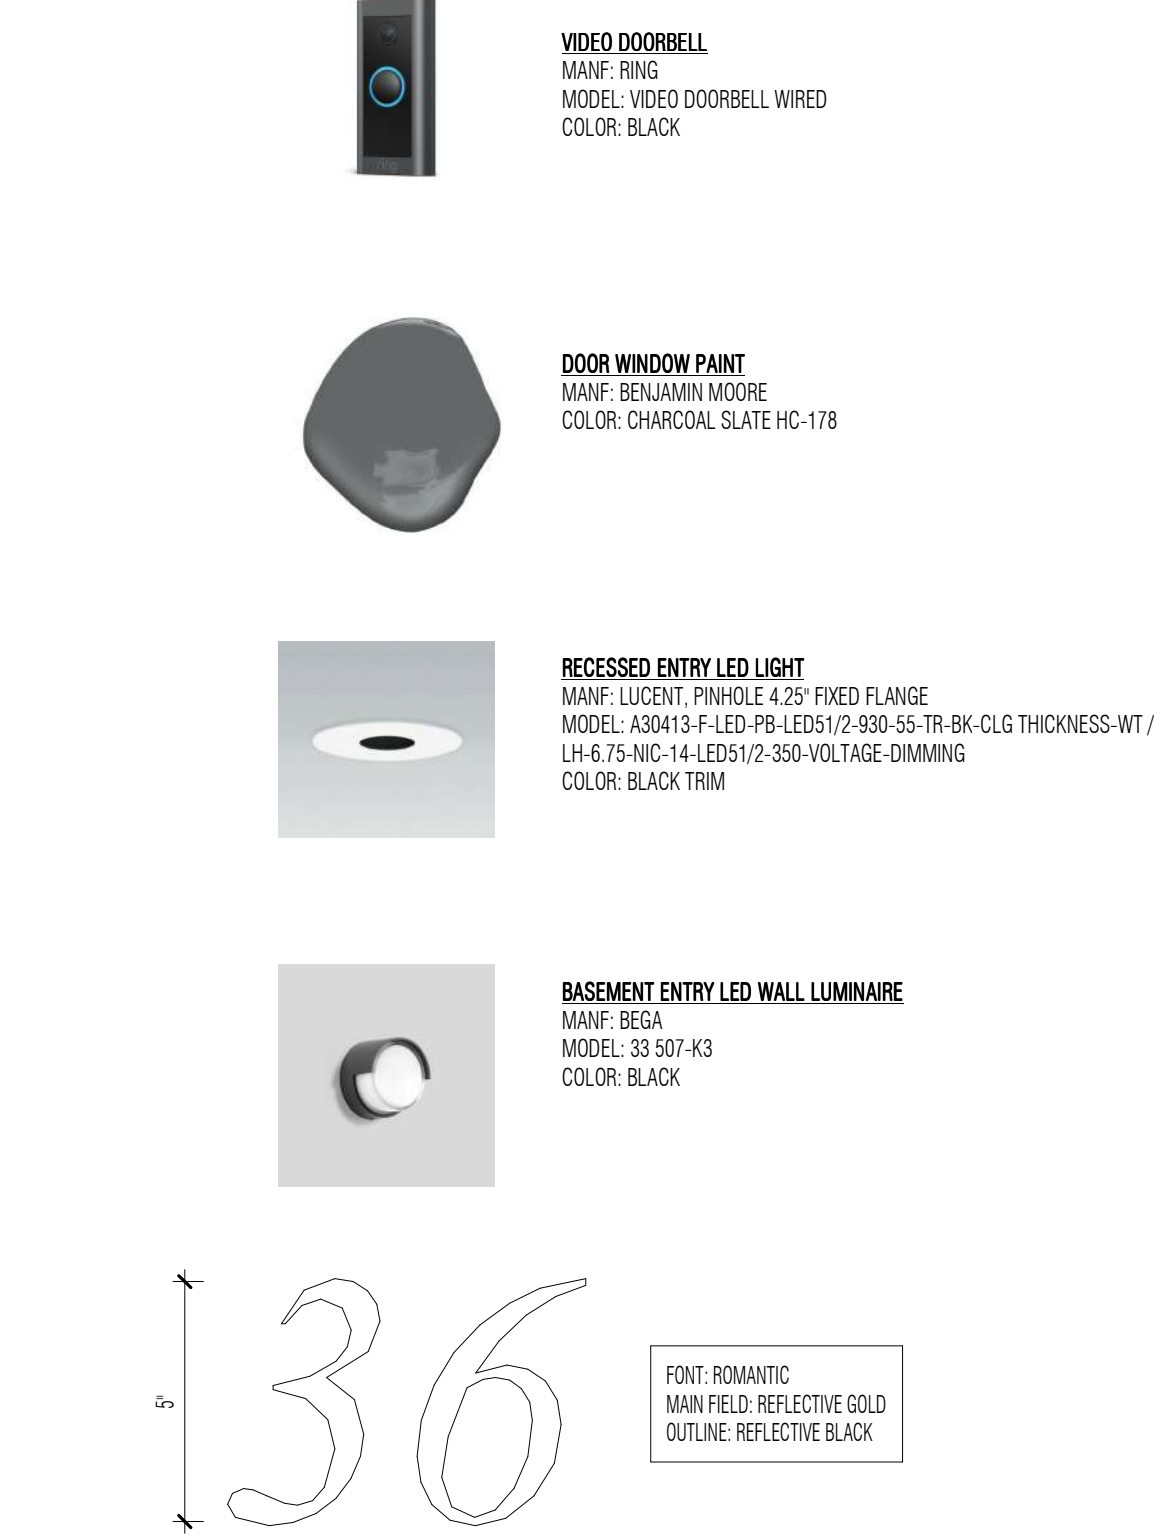 VIDEO DOORBELL
MANF: RING
MODEL: VIDEO DOORBELL WIRED
COLOR: BLACK
ring
DOOR WINDOW PAINT
MANF: BENJAMIN MOORE
COLOR: CHARCOAL SLATE HC-178
RECESSED ENTRY LED LIGHT
MANF: LUCENT, PINHOLE 4.25" FIXED FLANGE
MODEL: A30413-F-LED-PB-LED51/2-930-55-TR-BK-CLG THICKNESS-WT /
LH-6.75-NIC-14-LED51/2-350-VOLTAGE-DIMMING
COLOR: BLACK TRIM
BASEMENT ENTRY LED WALL LUMINAIRE
MANF: BEGA
MODEL: 33 507-K3
COLOR: BLACK
5"
36
FONT: ROMANTIC
MAIN FIELD: REFLECTIVE GOLD
OUTLINE: REFLECTIVE BLACK